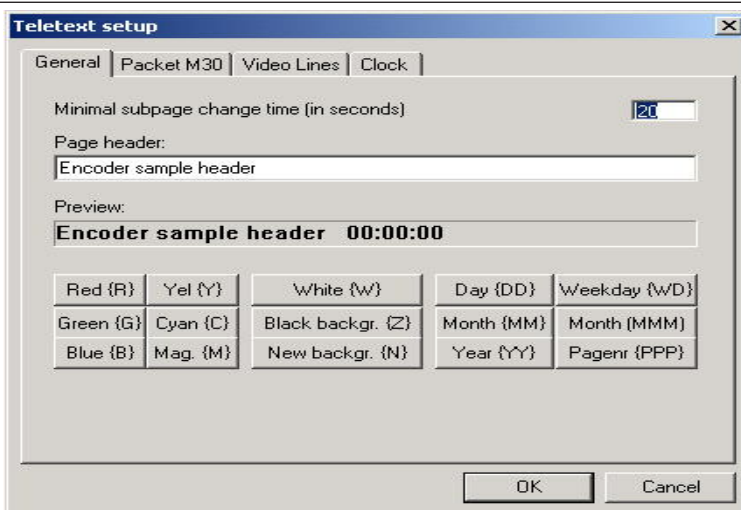 Teletext setup
General Packet M30 Video Lines Clock
Minimal subpage change time (in seconds) 20
Page header:
Encoder sample header
Preview:
Encoder sample header 00:00:00
Red {R} Yel {Y} White {W} Day {DD} Weekday {WD}
Green {G} Cyan {C} Black backgr. {Z} Month {MM} Month (MMM)
Blue {B} Mag. {M} New backgr. {N} Year {YY} Pagenr {PPP}
OK Cancel